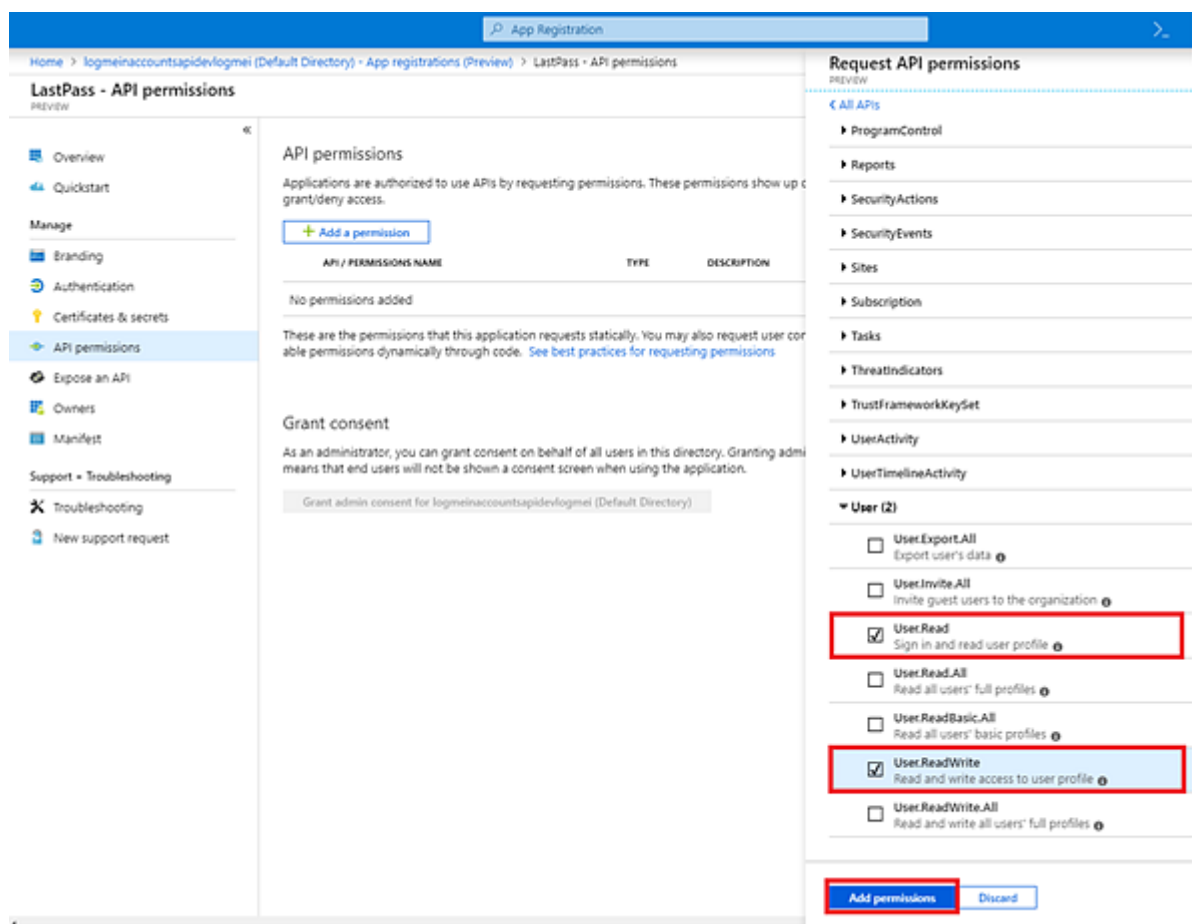 App Registration
Home > logmeinaccountsapidevlogmei (Default Directory) - App registrations (Preview) > LastPass - API permissions
LastPass - API permissions
PREVIEW
Overview
Quickstart
Manage
Branding
Authentication
Certificates & secrets
API permissions
Expose an API
Owners
Manifest
Support + Troubleshooting
Troubleshooting
New support request
API permissions
Applications are authorized to use APIs by requesting permissions. These permissions show up
grant/deny access.
Add a permission
API / PERMISSIONS NAME TYPE DESCRIPTION
No permissions added
These are the permissions that this application requests statically. You may also request user con
able permissions dynamically through code. See best practices for requesting permissions
Grant consent
As an administrator, you can grant consent on behalf of all users in this directory. Granting admi
means that end users will not be shown a consent screen when using the application.
Grant admin consent for logmeinaccountsapidevlogmei (Default Directory)
Request API permissions
PREVIEW
All APIs
ProgramControl
Reports
SecurityActions
SecurityEvents
Sites
Subscription
Tasks
ThreatIndicators
TrustFrameworkKeySet
UserActivity
UserTimelineActivity
User (2)
User.Export.All
Export user's data
User.Invite.All
Invite guest users to the organization
User.Read
Sign in and read user profile
User.Read.All
Read all users' full profiles
User.ReadBasic.All
Read all users' basic profiles
User.ReadWrite
Read and write access to user profile
User.ReadWrite.All
Read and write all users' full profiles
Add permissions
Discard